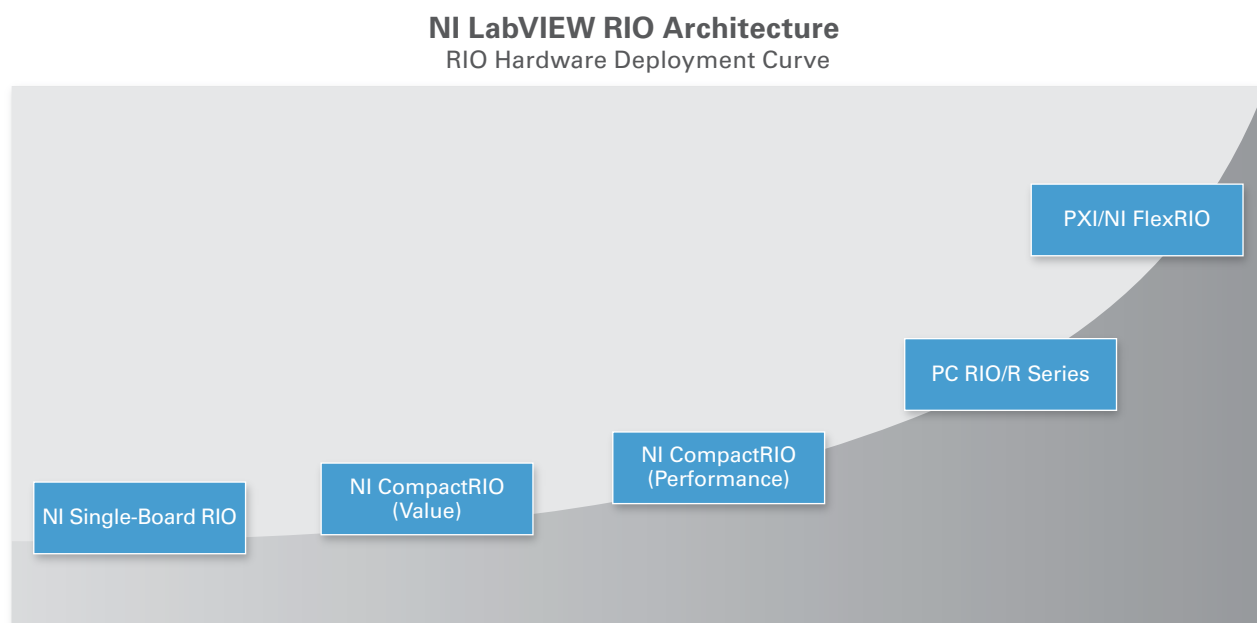 NI LabVIEW RIO Architecture
RIO Hardware Deployment Curve
PXI/NI FlexRIO
PC RIO/R Series
NI CompactRIO
(Performance)
NI CompactRIO
(Value)
NI Single-Board RIO